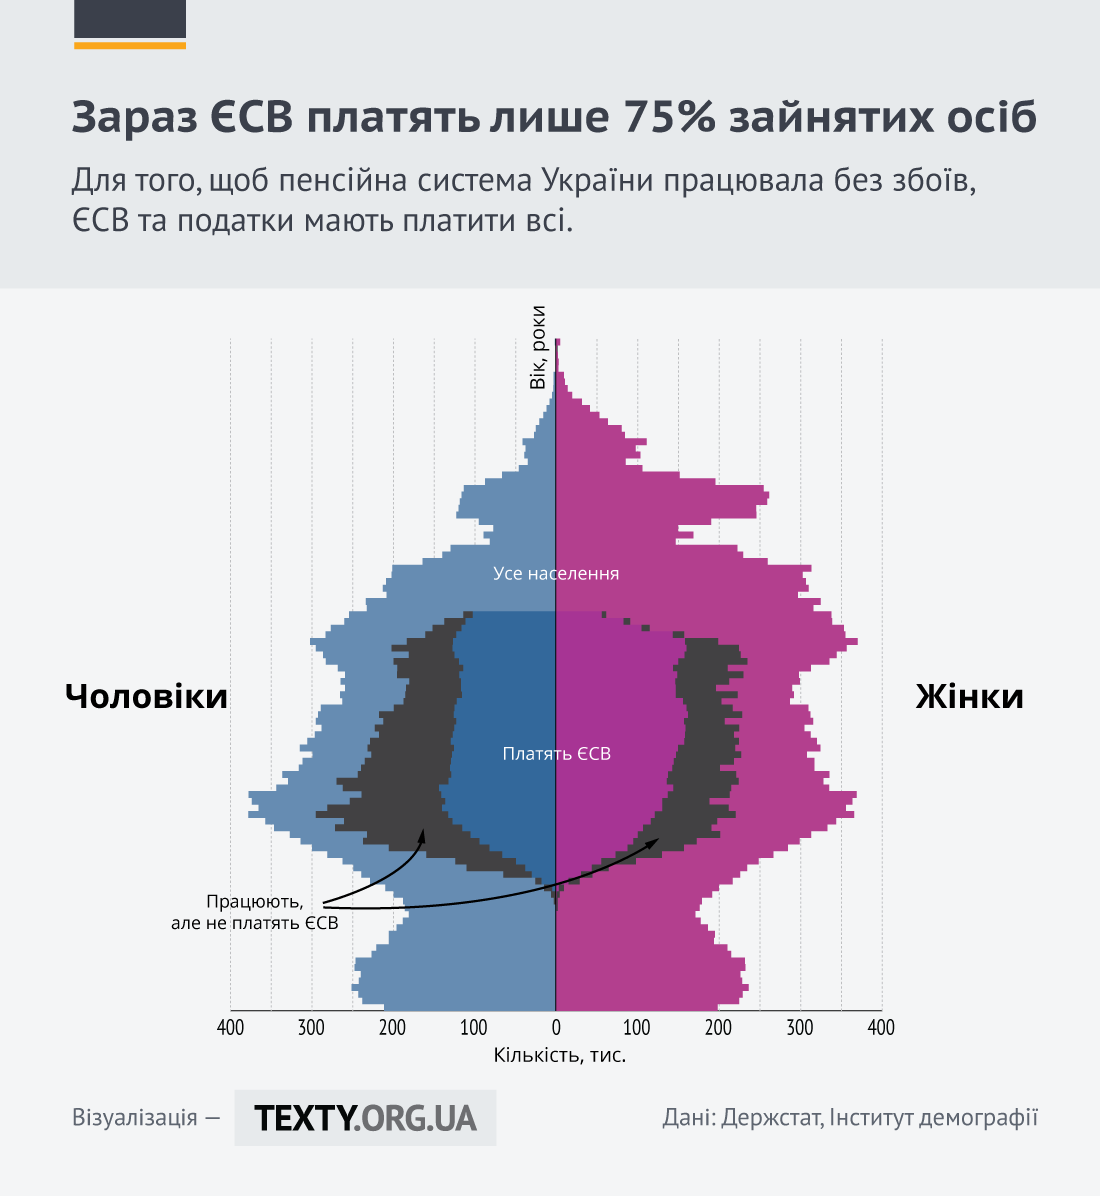 Зараз ЄСВ платять лише 75% зайнятих осіб
Для того, щоб пенсійна система України працювала без збоїв,
ЄСВ та податки мають платити всі.
Вік, роки
Усе населення
Чоловіки
Жінки
Платять ЄСВ
Працюють,
але не платять ЄСВ
400 300 200 100 0 100 200 300 400
Кількість, тис.
Візуалізація — TEXTY.ORG.UA
Дані: Держстат, Інститут демографії